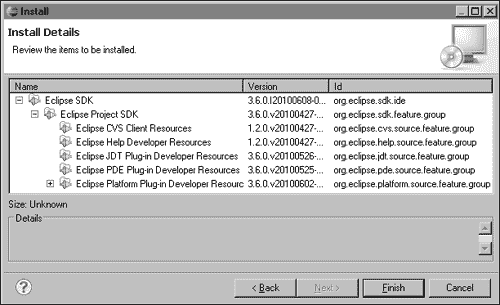 Install
Install Details
Review the items to be installed.
Name Version Id
Eclipse SDK 3.6.0.I20100608-0... org.eclipse.sdk.ide
Eclipse Project SDK 3.6.0.v20100427-... org.eclipse.sdk.feature.group
Eclipse CVS Client Resources 1.2.0.v20100427-... org.eclipse.cvs.source.feature.group
Eclipse Help Developer Resources 1.2.0.v20100427-... org.eclipse.help.source.feature.group
Eclipse JDT Plug-in Developer Resources 3.6.0.v20100526-... org.eclipse.jdt.source.feature.group
Eclipse PDE Plug-in Developer Resources 3.6.0.v20100525-... org.eclipse.pde.source.feature.group
Eclipse Platform Plug-in Developer Resourc 3.6.0.v20100602-... org.eclipse.platform.source.feature.group
Size: Unknown
Details
? < Back Next > Finish Cancel